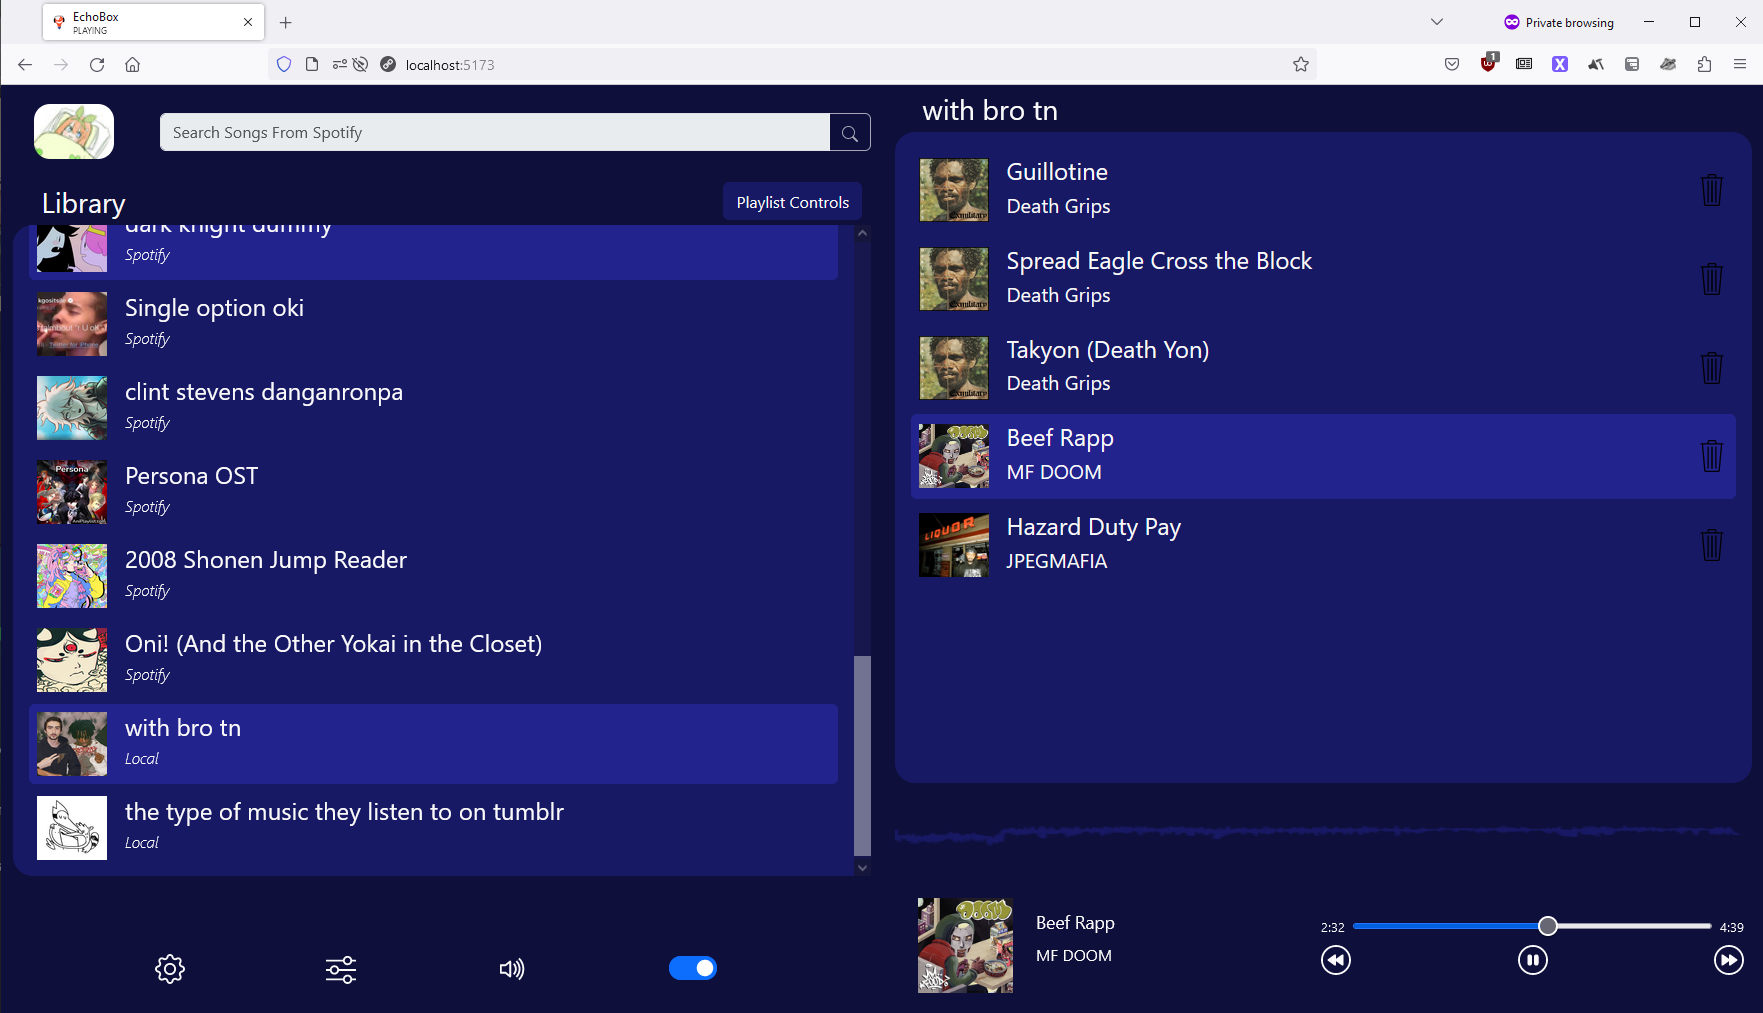 EchoBox
PLAYING
Private browsing
localhost:5173
1
Search Songs From Spotify
Library
Playlist Controls
dark knight dummy
Spotify
Single option oki
Spotify
clint stevens danganronpa
Spotify
Persona
Persona OST
Spotify
2008 Shonen Jump Reader
Spotify
Oni! (And the Other Yokai in the Closet)
Spotify
with bro tn
Local
the type of music they listen to on tumblr
Local
with bro tn
Guillotine
Death Grips
Spread Eagle Cross the Block
Death Grips
Takyon (Death Yon)
Death Grips
Beef Rapp
MF DOOM
LIQUOR
Hazard Duty Pay
JPEGMAFIA
Beef Rapp
MF DOOM
2:32
4:39